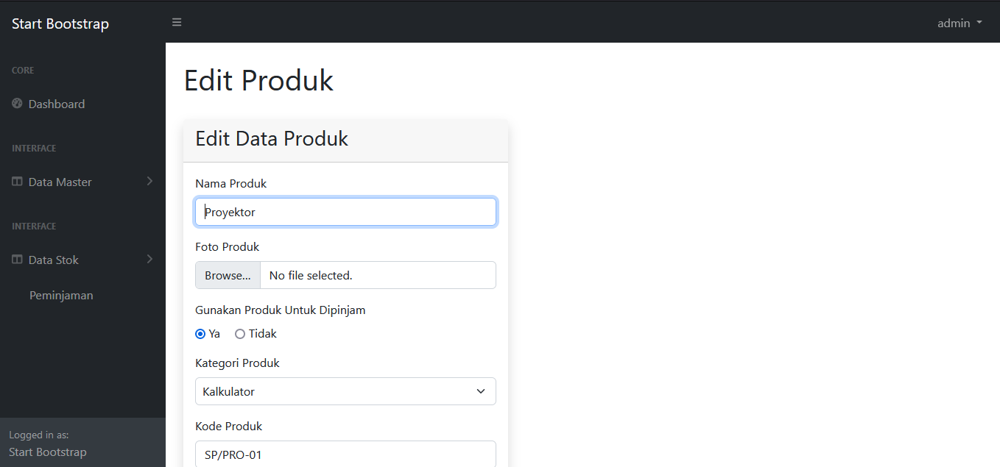 Start Bootstrap
admin
CORE
Dashboard
INTERFACE
Data Master
INTERFACE
Data Stok
Peminjaman
Logged in as:
Start Bootstrap
Edit Produk
Edit Data Produk
Nama Produk
Proyektor
Foto Produk
Browse... No file selected.
Gunakan Produk Untuk Dipinjam
Ya Tidak
Kategori Produk
Kalkulator
Kode Produk
SP/PRO-01